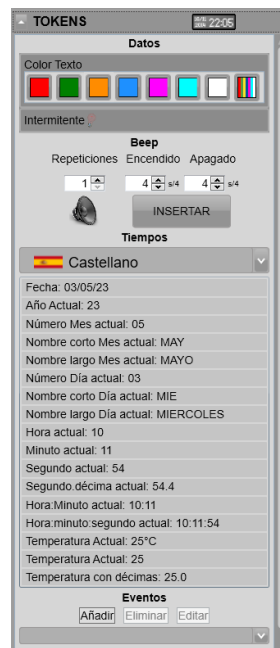 TOKENS 22:05
Datos
Color Texto
Intermitente
Beep
Repeticiones Encendido Apagado
1 4 s/4 4 s/4
INSERTAR
Tiempos
Castellano
Fecha: 03/05/23
Año Actual: 23
Número Mes actual: 05
Nombre corto Mes actual: MAY
Nombre largo Mes actual: MAYO
Número Día actual: 03
Nombre corto Día actual: MIE
Nombre largo Día actual: MIERCOLES
Hora actual: 10
Minuto actual: 11
Segundo actual: 54
Segundo.décima actual: 54.4
Hora:Minuto actual: 10:11
Hora:minuto:segundo actual: 10:11:54
Temperatura Actual: 25°C
Temperatura Actual: 25
Temperatura con décimas: 25.0
Eventos
Añadir Eliminar Editar